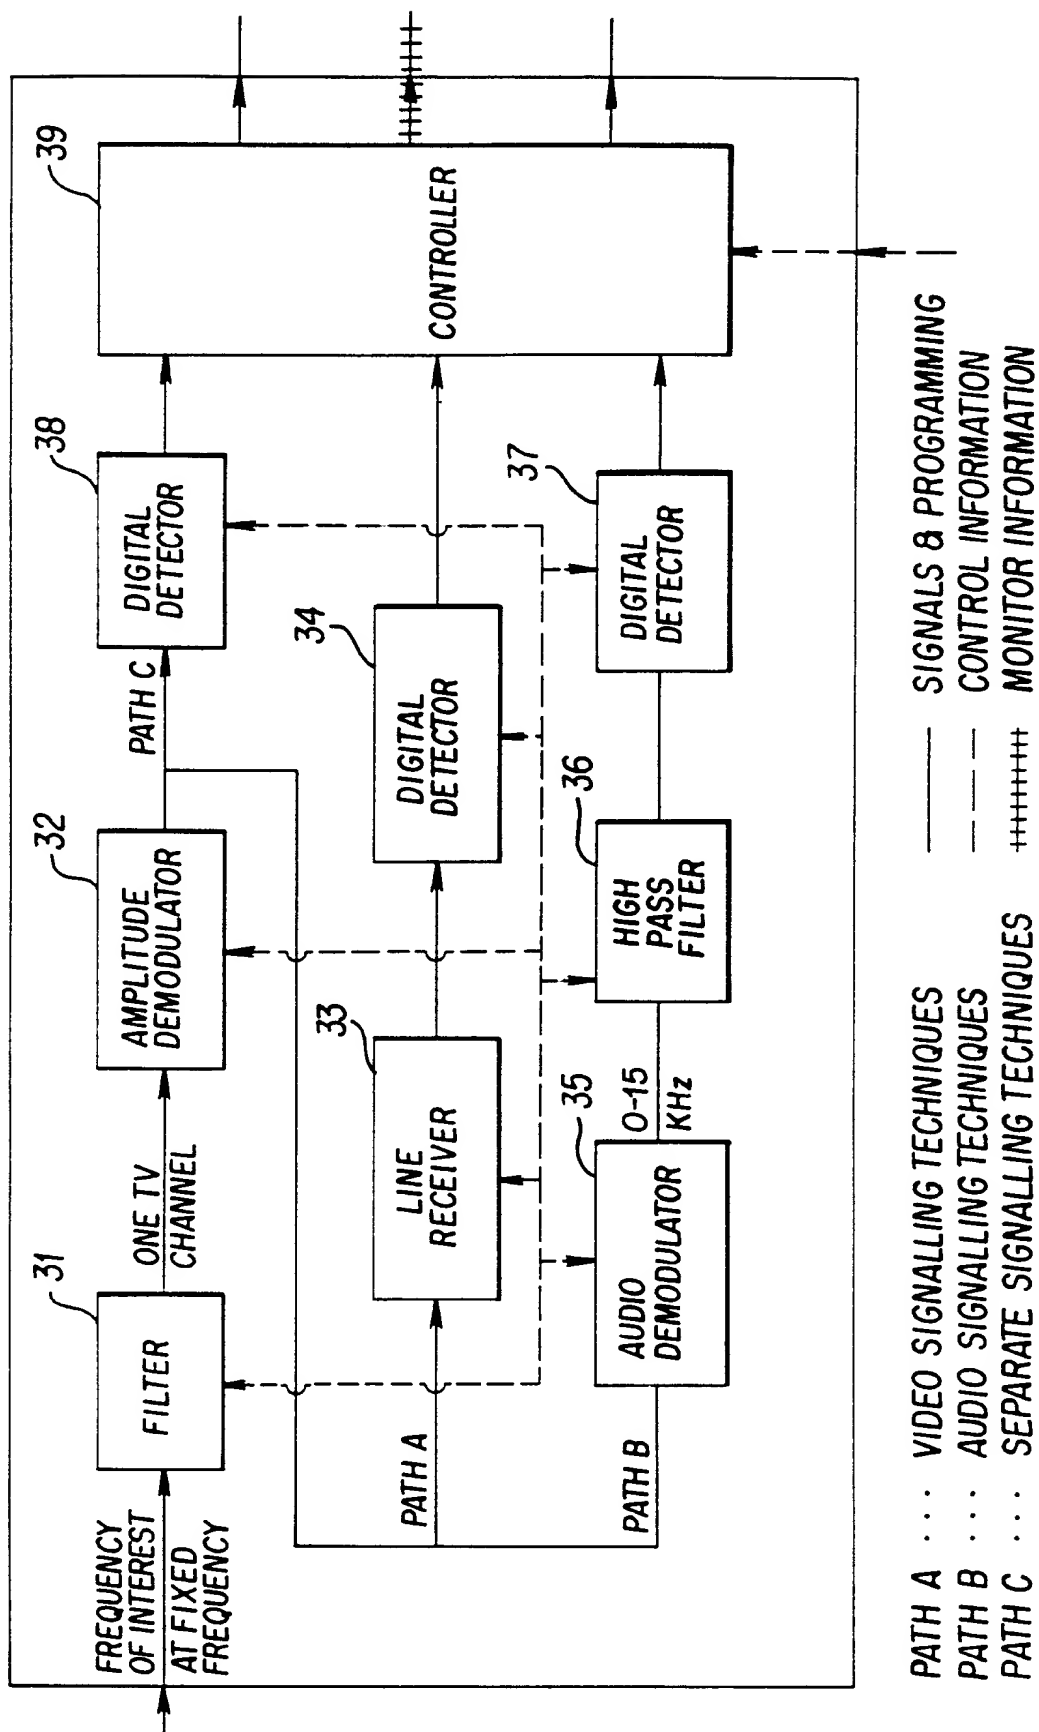 FREQUENCY
OF INTEREST
AT FIXED
FREQUENCY
31
FILTER
ONE TV
CHANNEL
32
AMPLITUDE
DEMODULATOR
PATH C
38
DIGITAL
DETECTOR
39
CONTROLLER
PATH A
33
LINE
RECEIVER
34
DIGITAL
DETECTOR
PATH B
35
AUDIO
DEMODULATOR
0-15
KHz
36
HIGH
PASS
FILTER
37
DIGITAL
DETECTOR
PATH A ... VIDEO SIGNALLING TECHNIQUES
PATH B ... AUDIO SIGNALLING TECHNIQUES
PATH C ... SEPARATE SIGNALLING TECHNIQUES
SIGNALS & PROGRAMMING
CONTROL INFORMATION
MONITOR INFORMATION